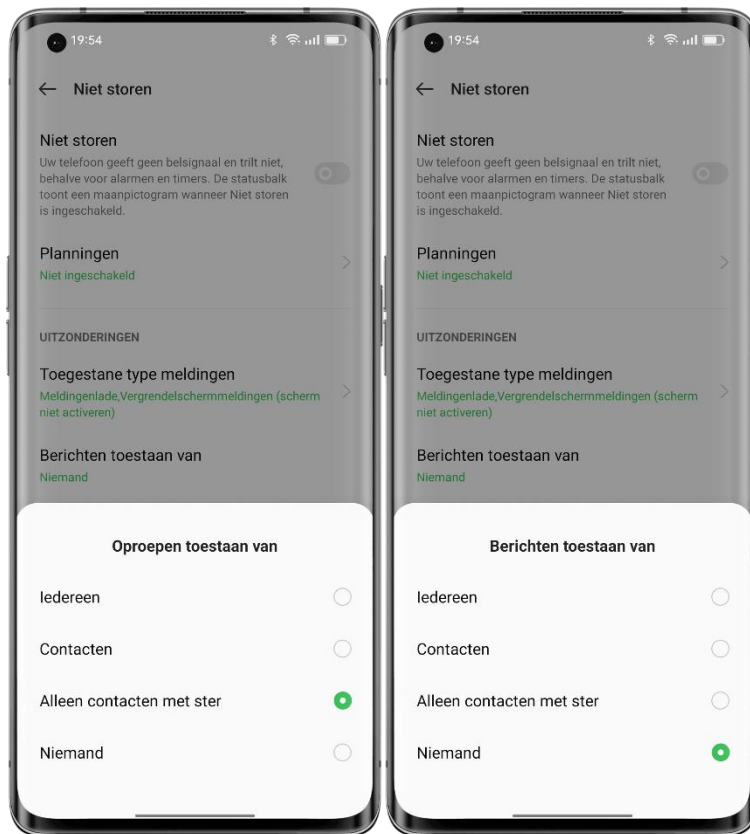 19:54
Niet storen
Niet storen
Uw telefoon geeft geen belsignaal en trilt niet,
behalve voor alarmen en timers. De statusbalk
toont een maanpictogram wanneer Niet storen
is ingeschakeld.
Planningen
Niet ingeschakeld
UITZONDERINGEN
Toegestane type meldingen
Meldingenlade,Vergrendelschermmeldingen (scherm
niet activeren)
Berichten toestaan van
Niemand
Oproepen toestaan van
Iedereen
Contacten
Alleen contacten met ster
Niemand
19:54
Niet storen
Niet storen
Uw telefoon geeft geen belsignaal en trilt niet,
behalve voor alarmen en timers. De statusbalk
toont een maanpictogram wanneer Niet storen
is ingeschakeld.
Planningen
Niet ingeschakeld
UITZONDERINGEN
Toegestane type meldingen
Meldingenlade,Vergrendelschermmeldingen (scherm
niet activeren)
Berichten toestaan van
Niemand
Berichten toestaan van
Iedereen
Contacten
Alleen contacten met ster
Niemand